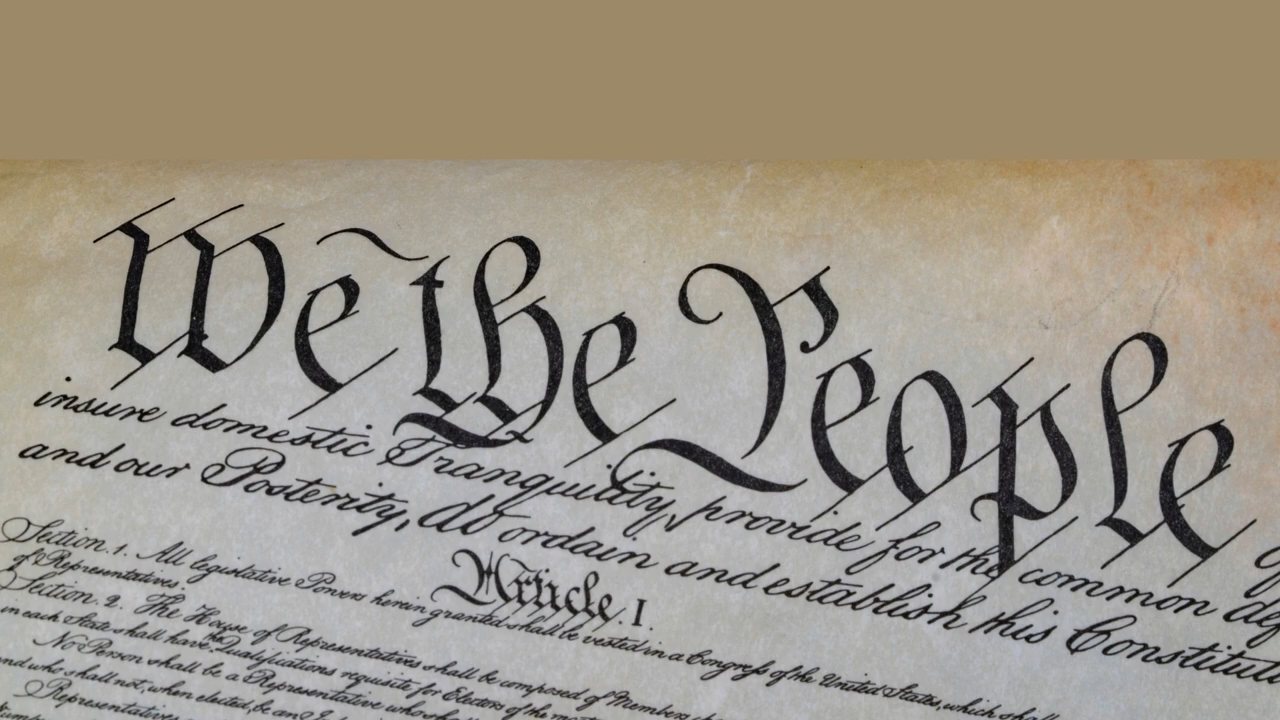 We the People
insure domestic Tranquility, provide for the common def
and our Posterity, do ordain and establish this Constituti
Article. I.
Section. 1. All legislative Powers herein granted shall be vested in a Congress of the United States, which shall
of Representatives.
Section. 2. The House of Representatives shall be composed of Members
in each State shall have the Qualifications requisite for Electors of the most
No Person shall be a Representative who shall
and who shall not, when elected, be an I
Representatives